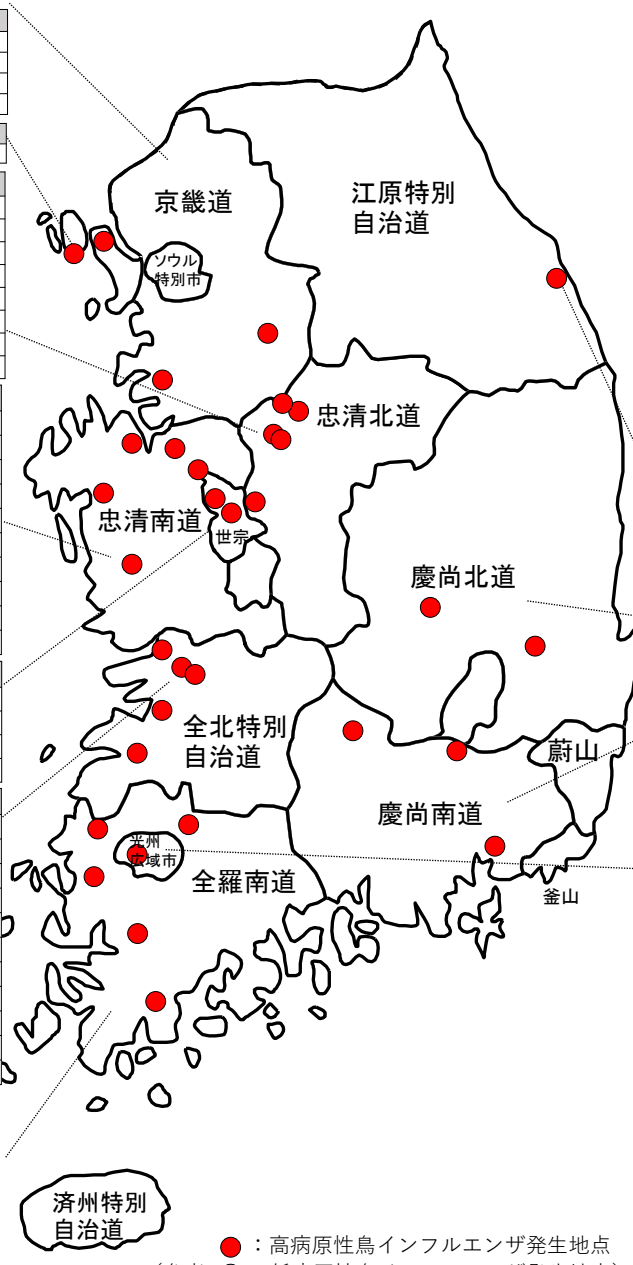 京畿道
江原特別
自治道
ソウル
特別市
忠清北道
忠清南道
世宗
慶尚北道
全北特別
自治道
蔚山
慶尚南道
光州
広域市
全羅南道
釜山
済州特別
自治道
：高病原性鳥インフルエンザ発生地点